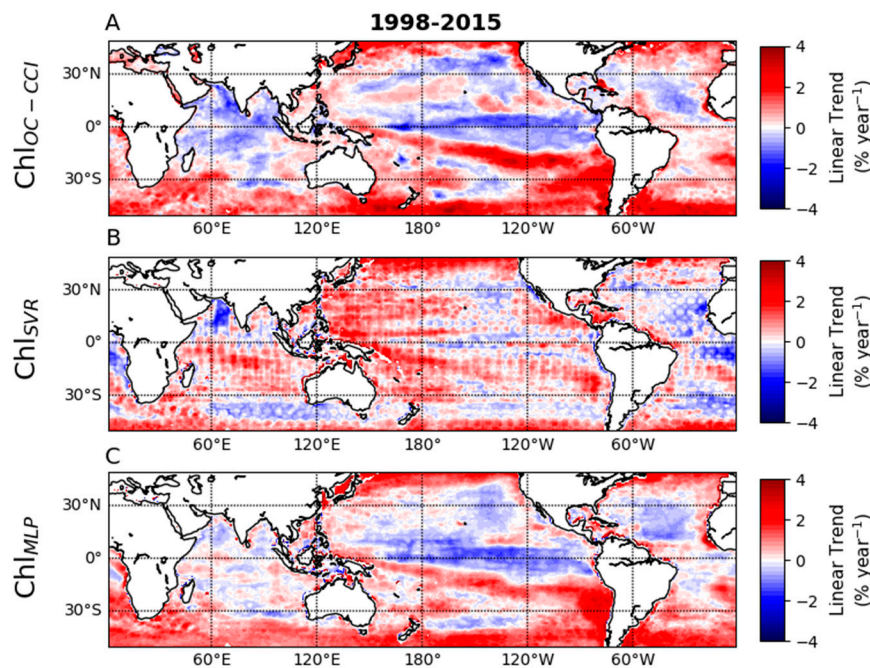 A
1998-2015
Chl_OC-CCI
30°N
0°
30°S
60°E
120°E
180°
120°W
60°W
4
2
0
−2
−4
Linear Trend
(% year⁻¹)
B
Chl_SVR
30°N
0°
30°S
60°E
120°E
180°
120°W
60°W
4
2
0
−2
−4
Linear Trend
(% year⁻¹)
C
Chl_MLP
30°N
0°
30°S
60°E
120°E
180°
120°W
60°W
4
2
0
−2
−4
Linear Trend
(% year⁻¹)